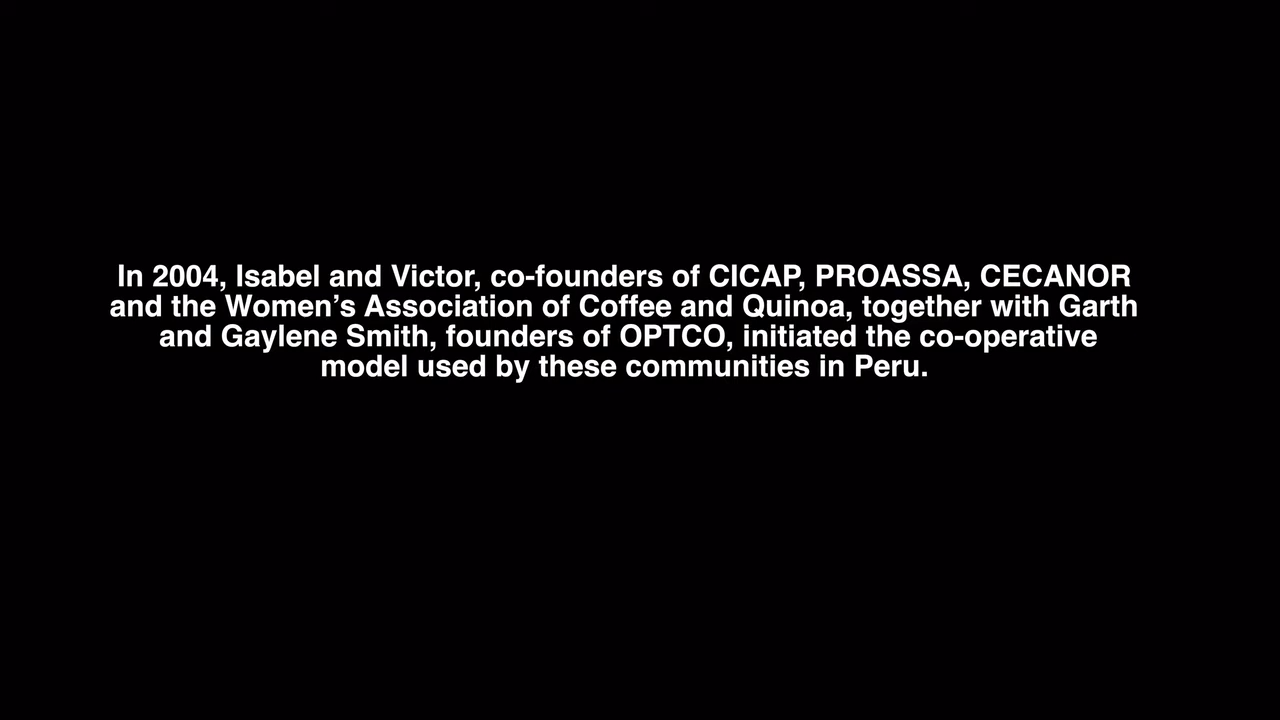 In 2004, Isabel and Victor, co-founders of CICAP, PROASSA, CECANOR
and the Women’s Association of Coffee and Quinoa, together with Garth
and Gaylene Smith, founders of OPTCO, initiated the co-operative
model used by these communities in Peru.